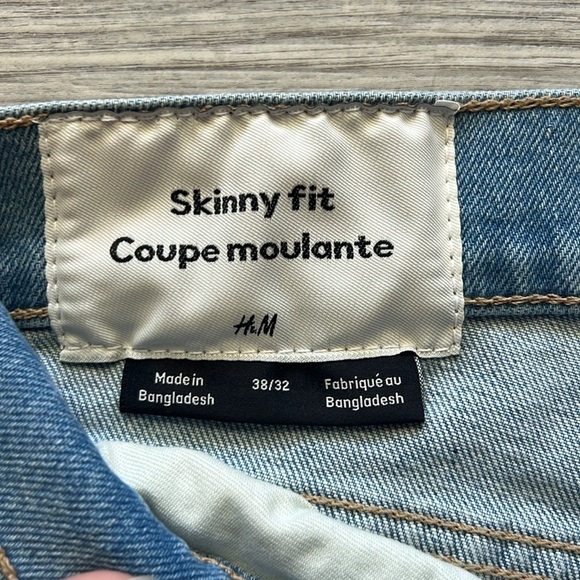 Skinny fit
Coupe moulante
H&M
Made in
Bangladesh
38/32
Fabriqué au
Bangladesh